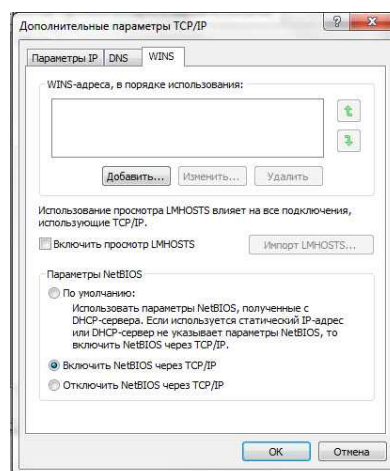 Дополнительные параметры TCP/IP
Параметры IP DNS WINS
WINS-адреса, в порядке использования:
Добавить... Изменить... Удалить
Использование просмотра LMHOSTS влияет на все подключения,
использующие TCP/IP.
Включить просмотр LMHOSTS Импорт LMHOSTS...
Параметры NetBIOS
По умолчанию:
Использовать параметры NetBIOS, полученные с
DHCP-сервера. Если используется статический IP-адрес
или DHCP-сервер не указывает параметры NetBIOS, то
включить NetBIOS через TCP/IP.
Включить NetBIOS через TCP/IP
Отключить NetBIOS через TCP/IP
ОК Отмена